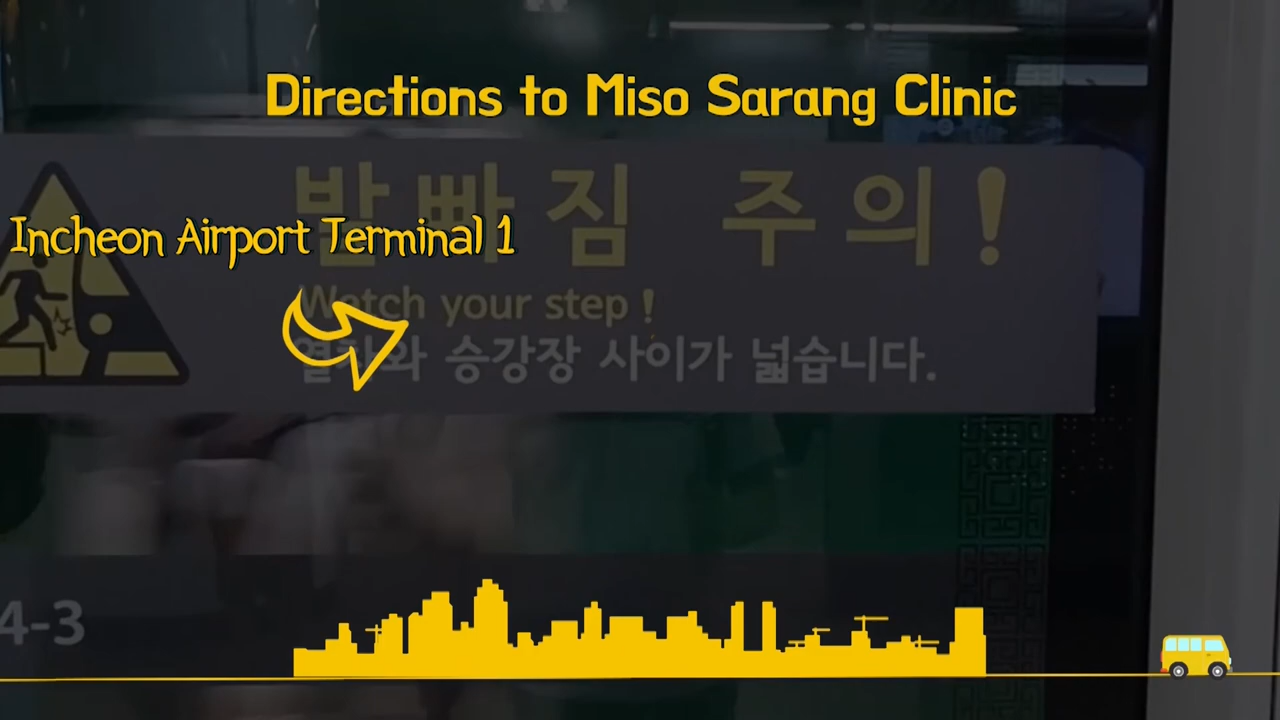 Directions to Miso Sarang Clinic
발빠짐 주의!
Incheon Airport Terminal 1
Watch your step!
열차와 승강장 사이가 넓습니다.
4-3